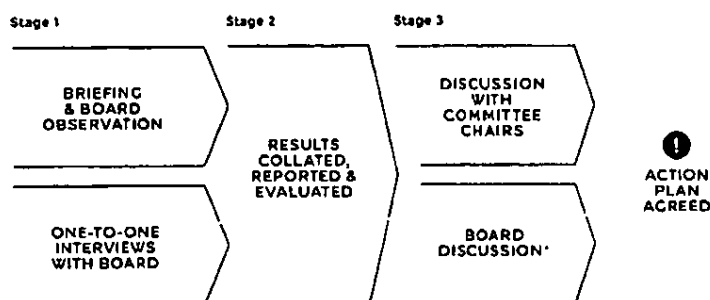 Stage 1
Stage 2
Stage 3
BRIEFING
& BOARD
OBSERVATION
ONE-TO-ONE
INTERVIEWS
WITH BOARD
RESULTS
COLLATED,
REPORTED &
EVALUATED
DISCUSSION
WITH
COMMITTEE
CHAIRS
BOARD
DISCUSSION*
!
ACTION
PLAN
AGREED